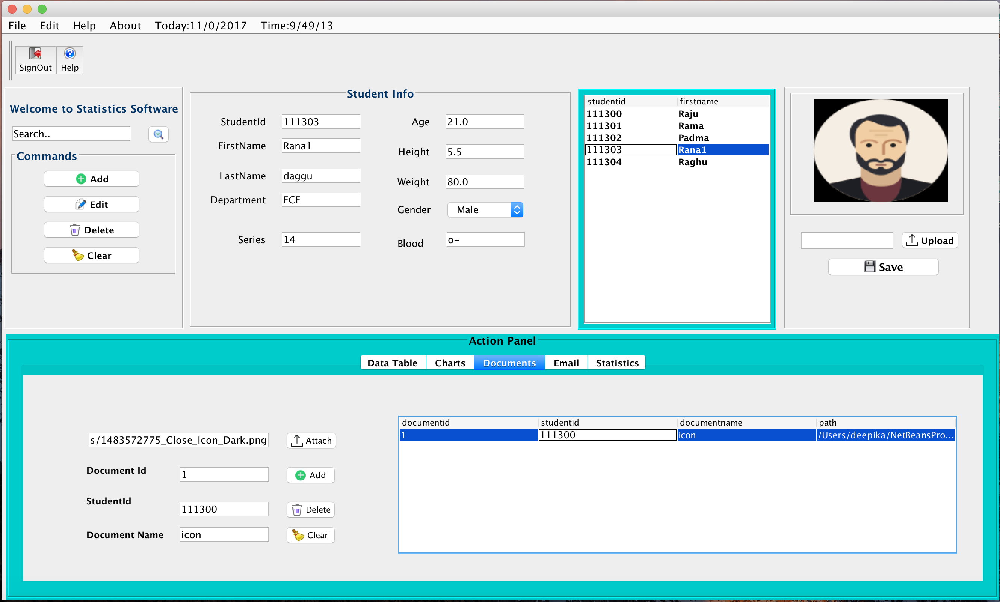 File Edit Help About Today:11/0/2017 Time:9/49/13
SignOut Help
Welcome to Statistics Software
Search..
Commands
Add
Edit
Delete
Clear
Student Info
StudentId 111303
FirstName Rana1
LastName daggu
Department ECE
Series 14
Age 21.0
Height 5.5
Weight 80.0
Gender Male
Blood o-
studentid firstname
111300 Raju
111301 Rama
111302 Padma
111303 Rana1
111304 Raghu
Upload
Save
Action Panel
Data Table Charts Documents Email Statistics
s/1483572775_Close_Icon_Dark.png Attach
Document Id 1 Add
StudentId 111300 Delete
Document Name icon Clear
documentid studentid documentname path
1 111300 icon /Users/deepika/NetBeansPro...